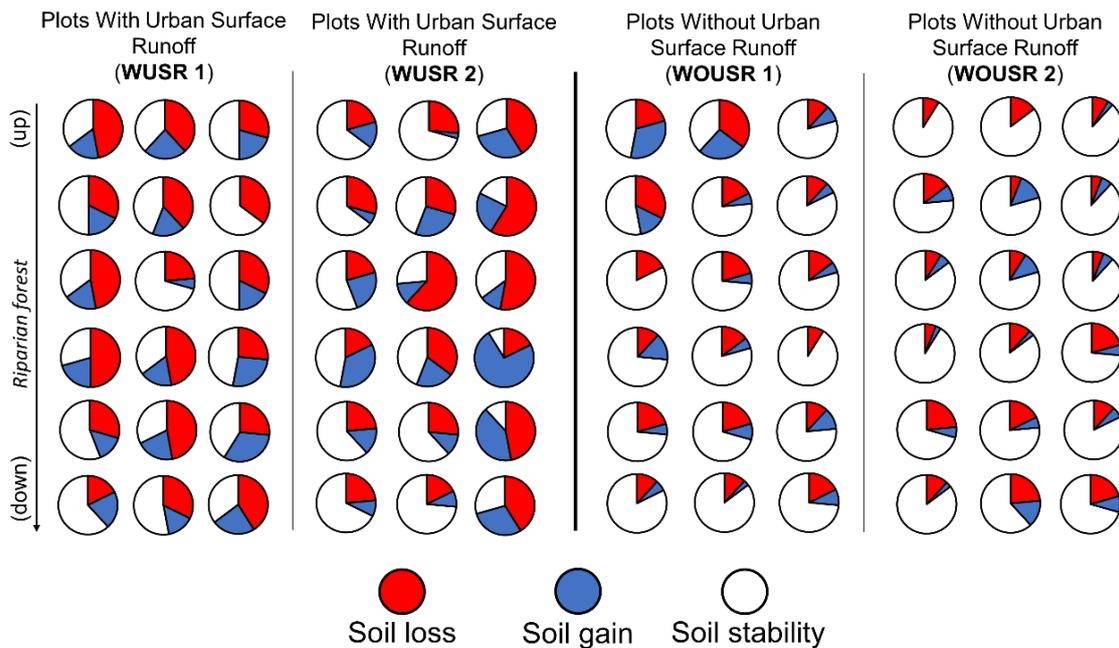 Plots With Urban Surface
Runoff
(WUSR 1)
Plots With Urban Surface
Runoff
(WUSR 2)
Plots Without Urban
Surface Runoff
(WOUSR 1)
Plots Without Urban
Surface Runoff
(WOUSR 2)
(up)
Riparian forest
(down)
Soil loss
Soil gain
Soil stability